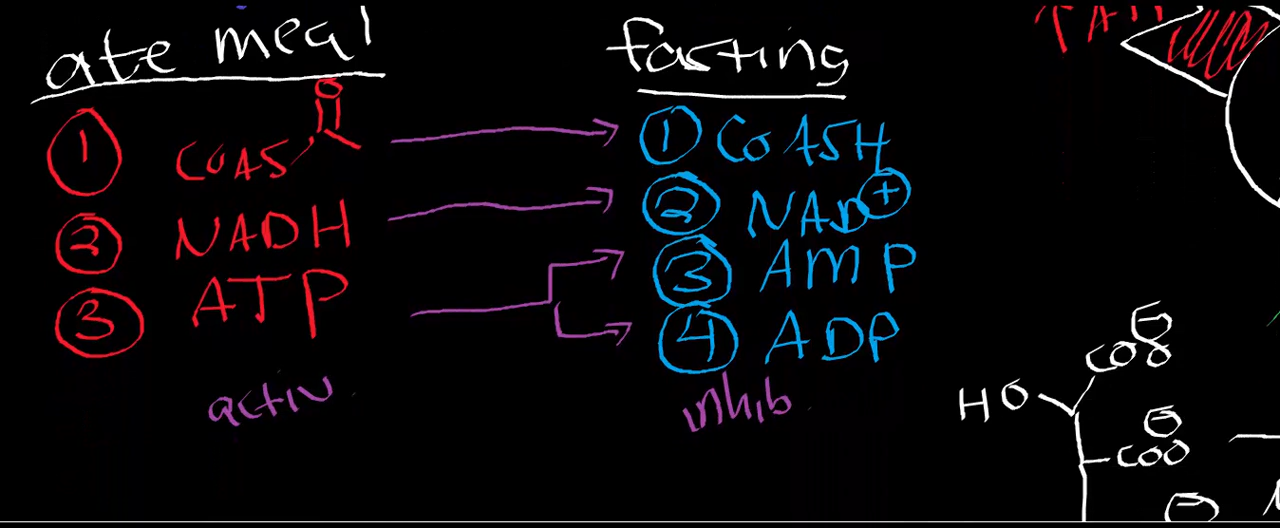 ate meal
① COAS O
② NADH
③ ATP
activ
fasting
① COASH
② NAD⊕
③ AMP
④ ADP
inhib
⊖
COO
HO
⊖
COO
⊖